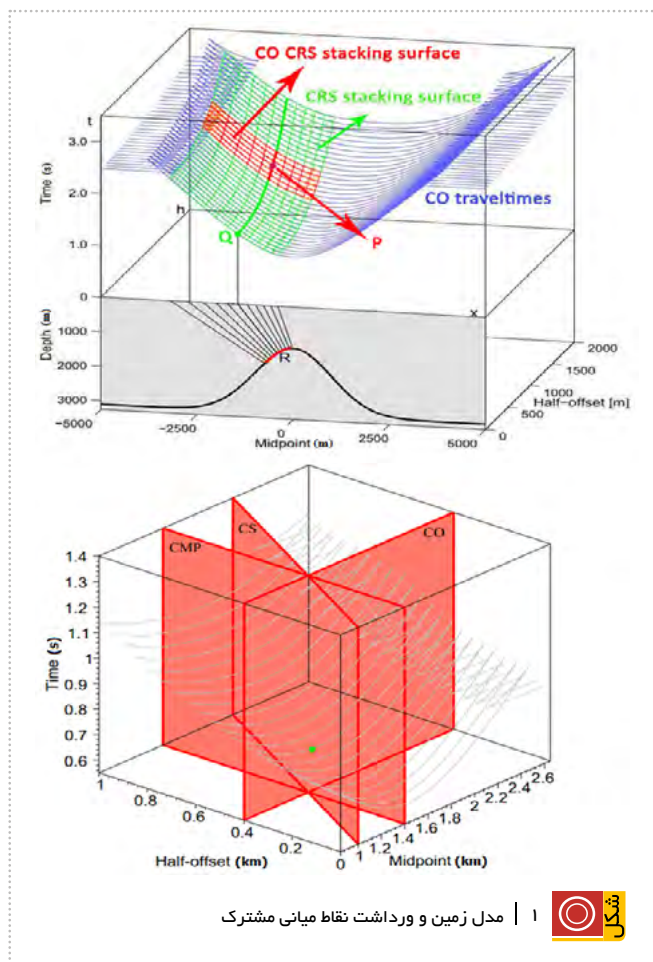 CO CRS stacking surface
CRS stacking surface
t
3.0
Time (s)
2.0
CO traveltimes
h
Q
P
1.0
0
x
Depth (m)
1000
2000
3000
R
2000
1500
1000
500
0
Half-offset [m]
-5000
-2500
0
2500
5000
Midpoint (m)
CS
CO
CMP
1.4
1.3
1.2
1.1
1
0.9
0.8
0.7
0.6
Time (s)
1
0.8
0.6
0.4
0.2
0
1
1.2
1.4
1.6
1.8
2
2.2
2.4
2.6
Half-offset (km)
Midpoint (km)
شکل
۱ | مدل زمین و ورداشت نقاط میانی مشترک